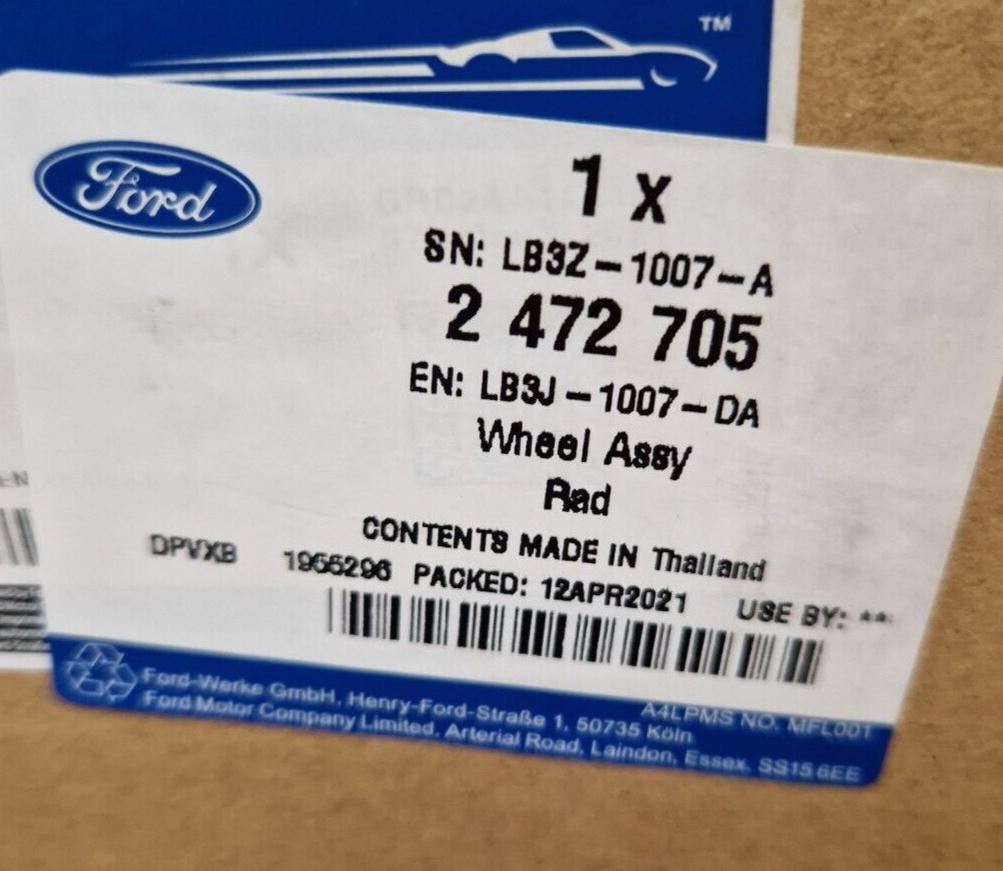 TM
Ford
1 x
SN: LB3Z-1007-A
2 472 705
EN: LB3J-1007-DA
Wheel Assy
Rad
CONTENTS MADE IN Thailand
DPVXB 1955296 PACKED: 12APR2021 USE BY: **
A4LPMS NO. MFL001
Ford-Werke GmbH, Henry-Ford-Straße 1, 50735 Köln
Ford Motor Company Limited, Arterial Road, Laindon, Essex. SS15 6EE